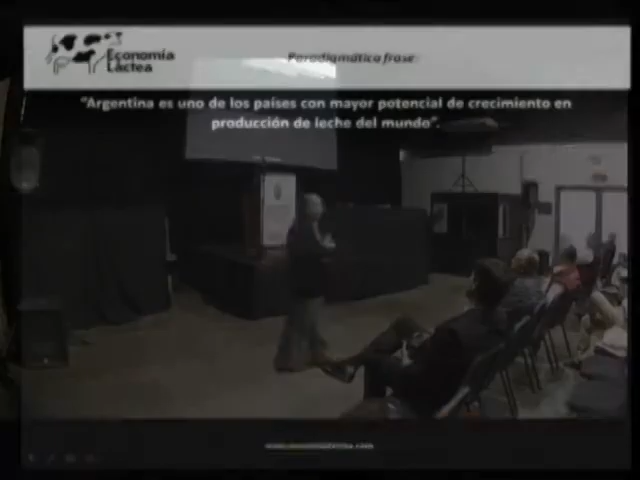 Economía
Láctea
Paradigmática frase:
"Argentina es uno de los países con mayor potencial de crecimiento en
producción de leche del mundo".